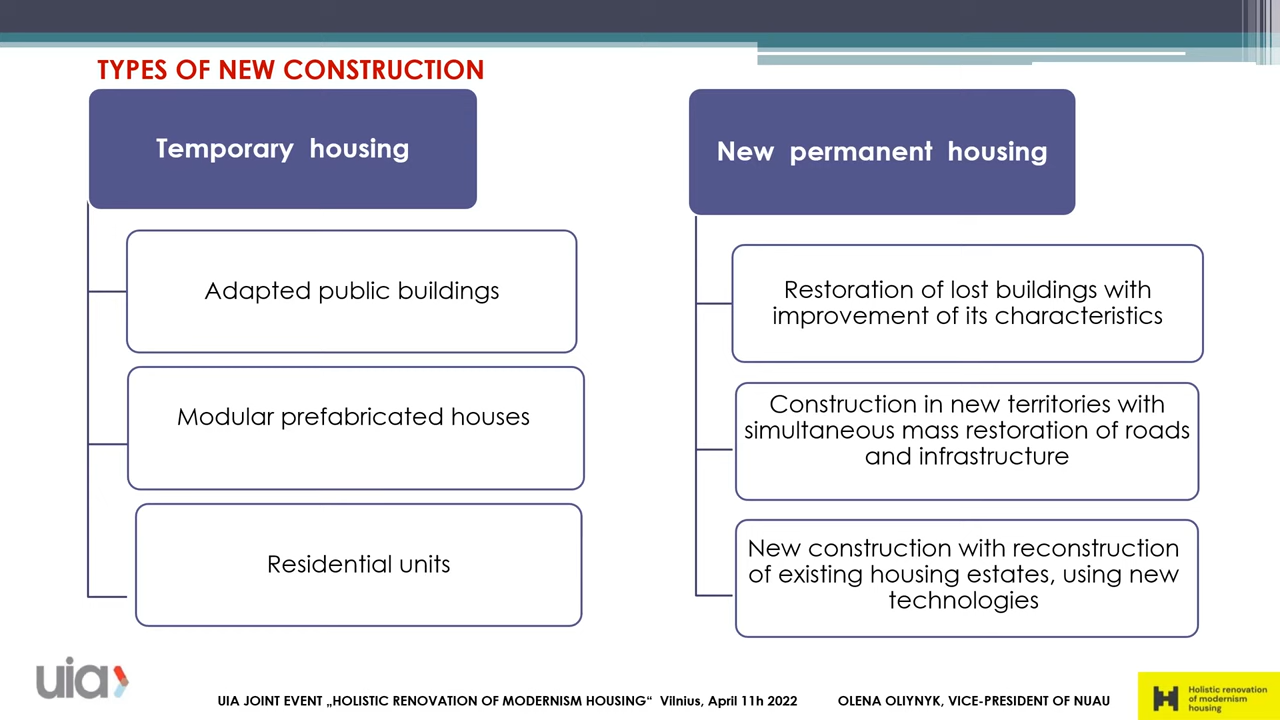 TYPES OF NEW CONSTRUCTION
Temporary housing
Adapted public buildings
Modular prefabricated houses
Residential units
New permanent housing
Restoration of lost buildings with
improvement of its characteristics
Construction in new territories with
simultaneous mass restoration of roads
and infrastructure
New construction with reconstruction
of existing housing estates, using new
technologies
uia
UIA JOINT EVENT „HOLISTIC RENOVATION OF MODERNISM HOUSING“ Vilnius, April 11h 2022
OLENA OLIYNYK, VICE-PRESIDENT OF NUAU
H
Holistic renovation
of modernism
housing